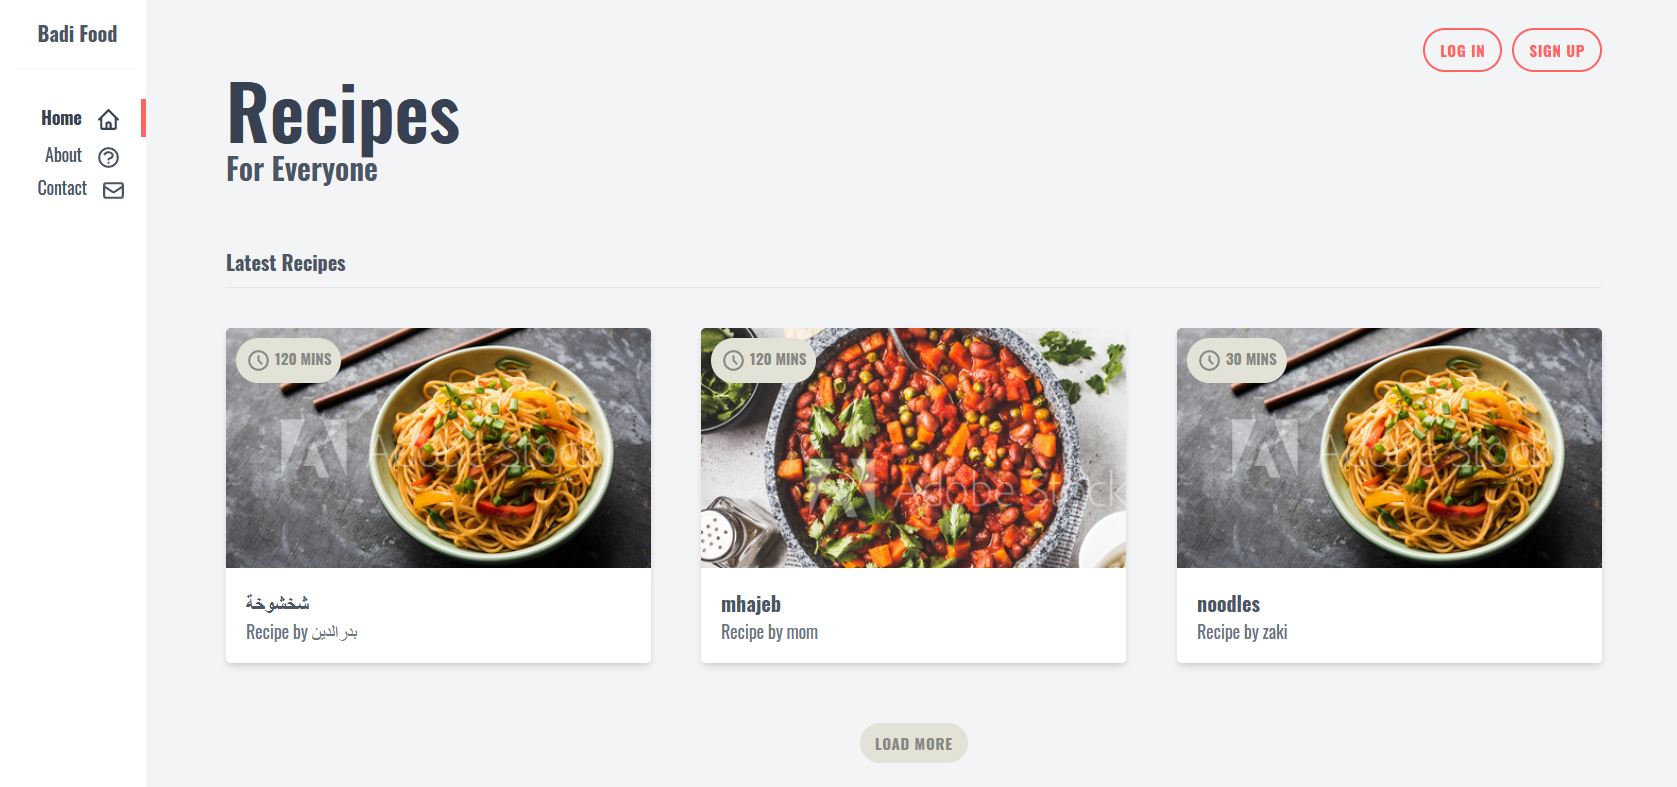 Badi Food
Home
About
Contact
LOG IN
SIGN UP
Recipes
For Everyone
Latest Recipes
120 MINS
Adobe Stock
شخشوخة
Recipe by بدرالدين
120 MINS
Adobe Stock
mhajeb
Recipe by mom
30 MINS
Adobe Stock
noodles
Recipe by zaki
LOAD MORE